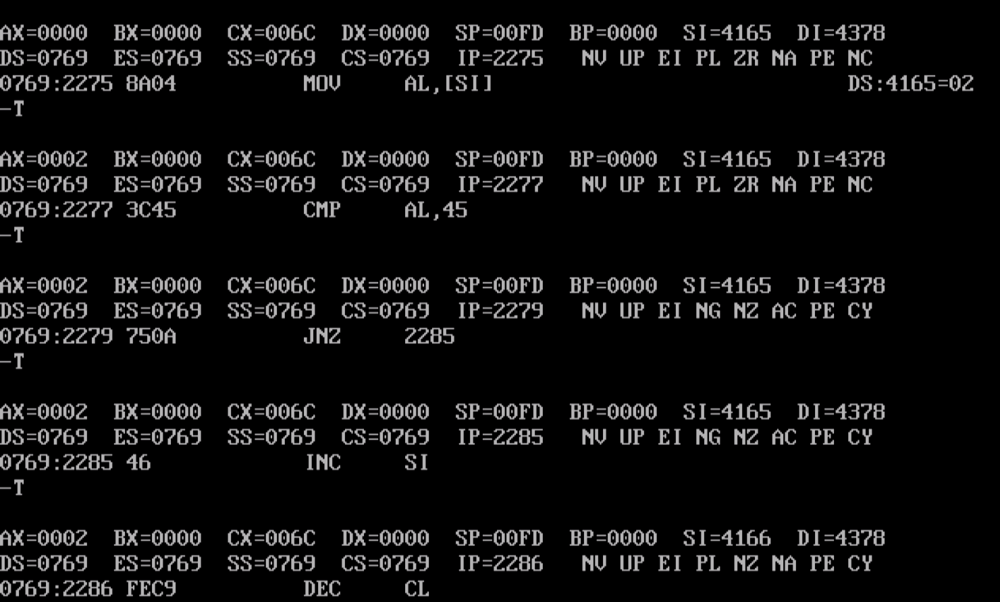 AX=0000  BX=0000  CX=006C  DX=0000  SP=00FD  BP=0000  SI=4165  DI=4378
DS=0769  ES=0769  SS=0769  CS=0769  IP=2275   NV UP EI PL ZR NA PE NC
0769:2275 8A04          MOV     AL,[SI]                            DS:4165=02
-T
AX=0002  BX=0000  CX=006C  DX=0000  SP=00FD  BP=0000  SI=4165  DI=4378
DS=0769  ES=0769  SS=0769  CS=0769  IP=2277   NV UP EI PL ZR NA PE NC
0769:2277 3C45          CMP     AL,45
-T
AX=0002  BX=0000  CX=006C  DX=0000  SP=00FD  BP=0000  SI=4165  DI=4378
DS=0769  ES=0769  SS=0769  CS=0769  IP=2279   NV UP EI NG NZ AC PE CY
0769:2279 750A          JNZ     2285
-T
AX=0002  BX=0000  CX=006C  DX=0000  SP=00FD  BP=0000  SI=4165  DI=4378
DS=0769  ES=0769  SS=0769  CS=0769  IP=2285   NV UP EI NG NZ AC PE CY
0769:2285 46            INC     SI
-T
AX=0002  BX=0000  CX=006C  DX=0000  SP=00FD  BP=0000  SI=4166  DI=4378
DS=0769  ES=0769  SS=0769  CS=0769  IP=2286   NV UP EI PL NZ NA PE CY
0769:2286 FEC9          DEC     CL